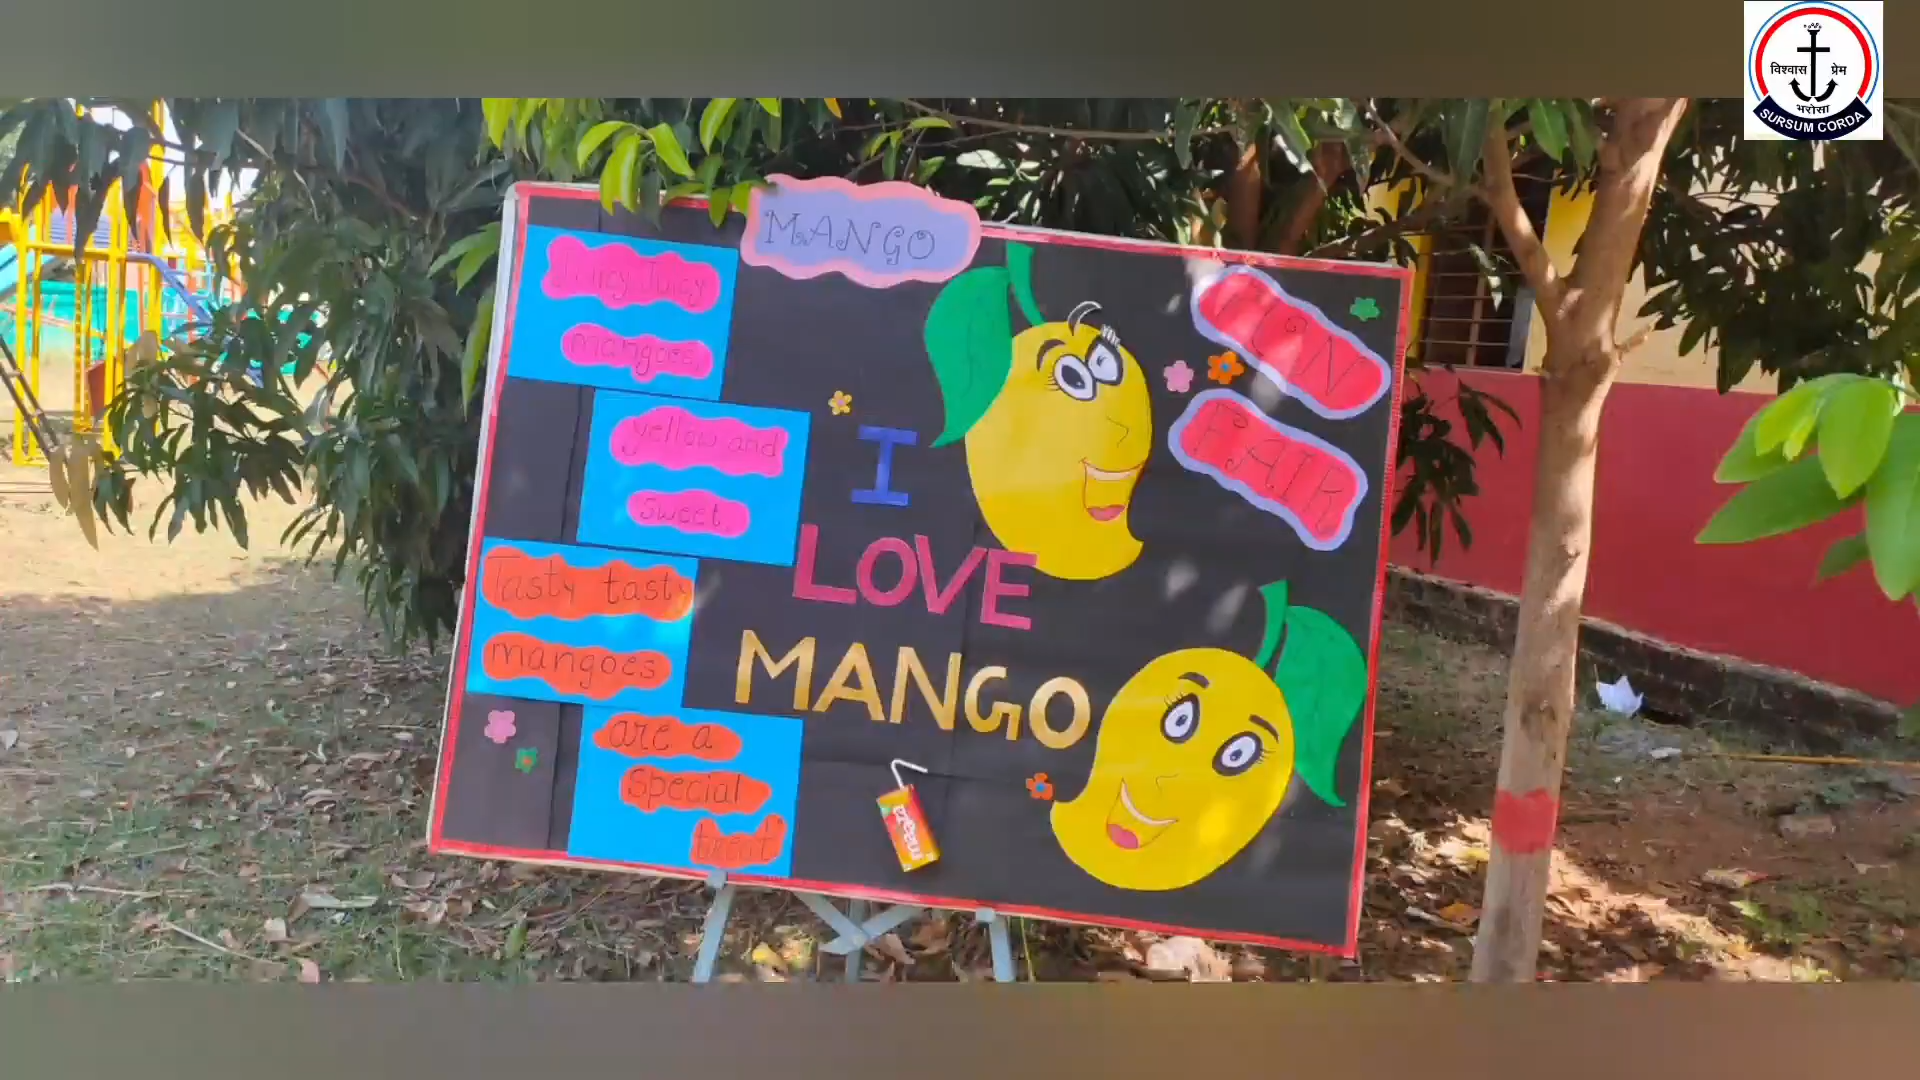 विश्वास प्रेम
भरोसा
SURSUM CORDA
MANGO
Juicy Juicy
mangoes,
yellow and
sweet,
Tasty tasty
mangoes
are a
special
treat
I
LOVE
MANGO
FUN
FAIR